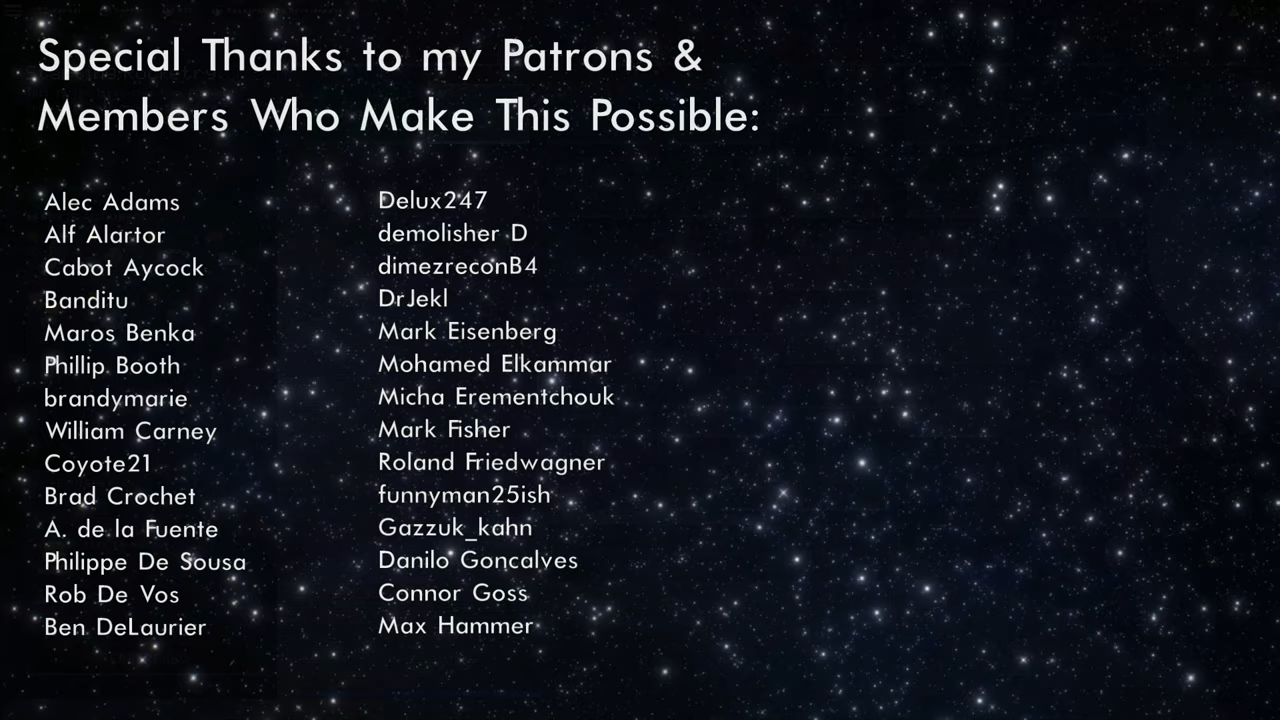 Special Thanks to my Patrons &
Members Who Make This Possible:
Alec Adams
Alf Alartor
Cabot Aycock
Banditu
Maros Benka
Phillip Booth
brandymarie
William Carney
Coyote21
Brad Crochet
A. de la Fuente
Philippe De Sousa
Rob De Vos
Ben DeLaurier
Delux247
demolisher D
dimezreconB4
DrJekl
Mark Eisenberg
Mohamed Elkammar
Micha Erementchouk
Mark Fisher
Roland Friedwagner
funnyman25ish
Gazzuk_kahn
Danilo Goncalves
Connor Goss
Max Hammer